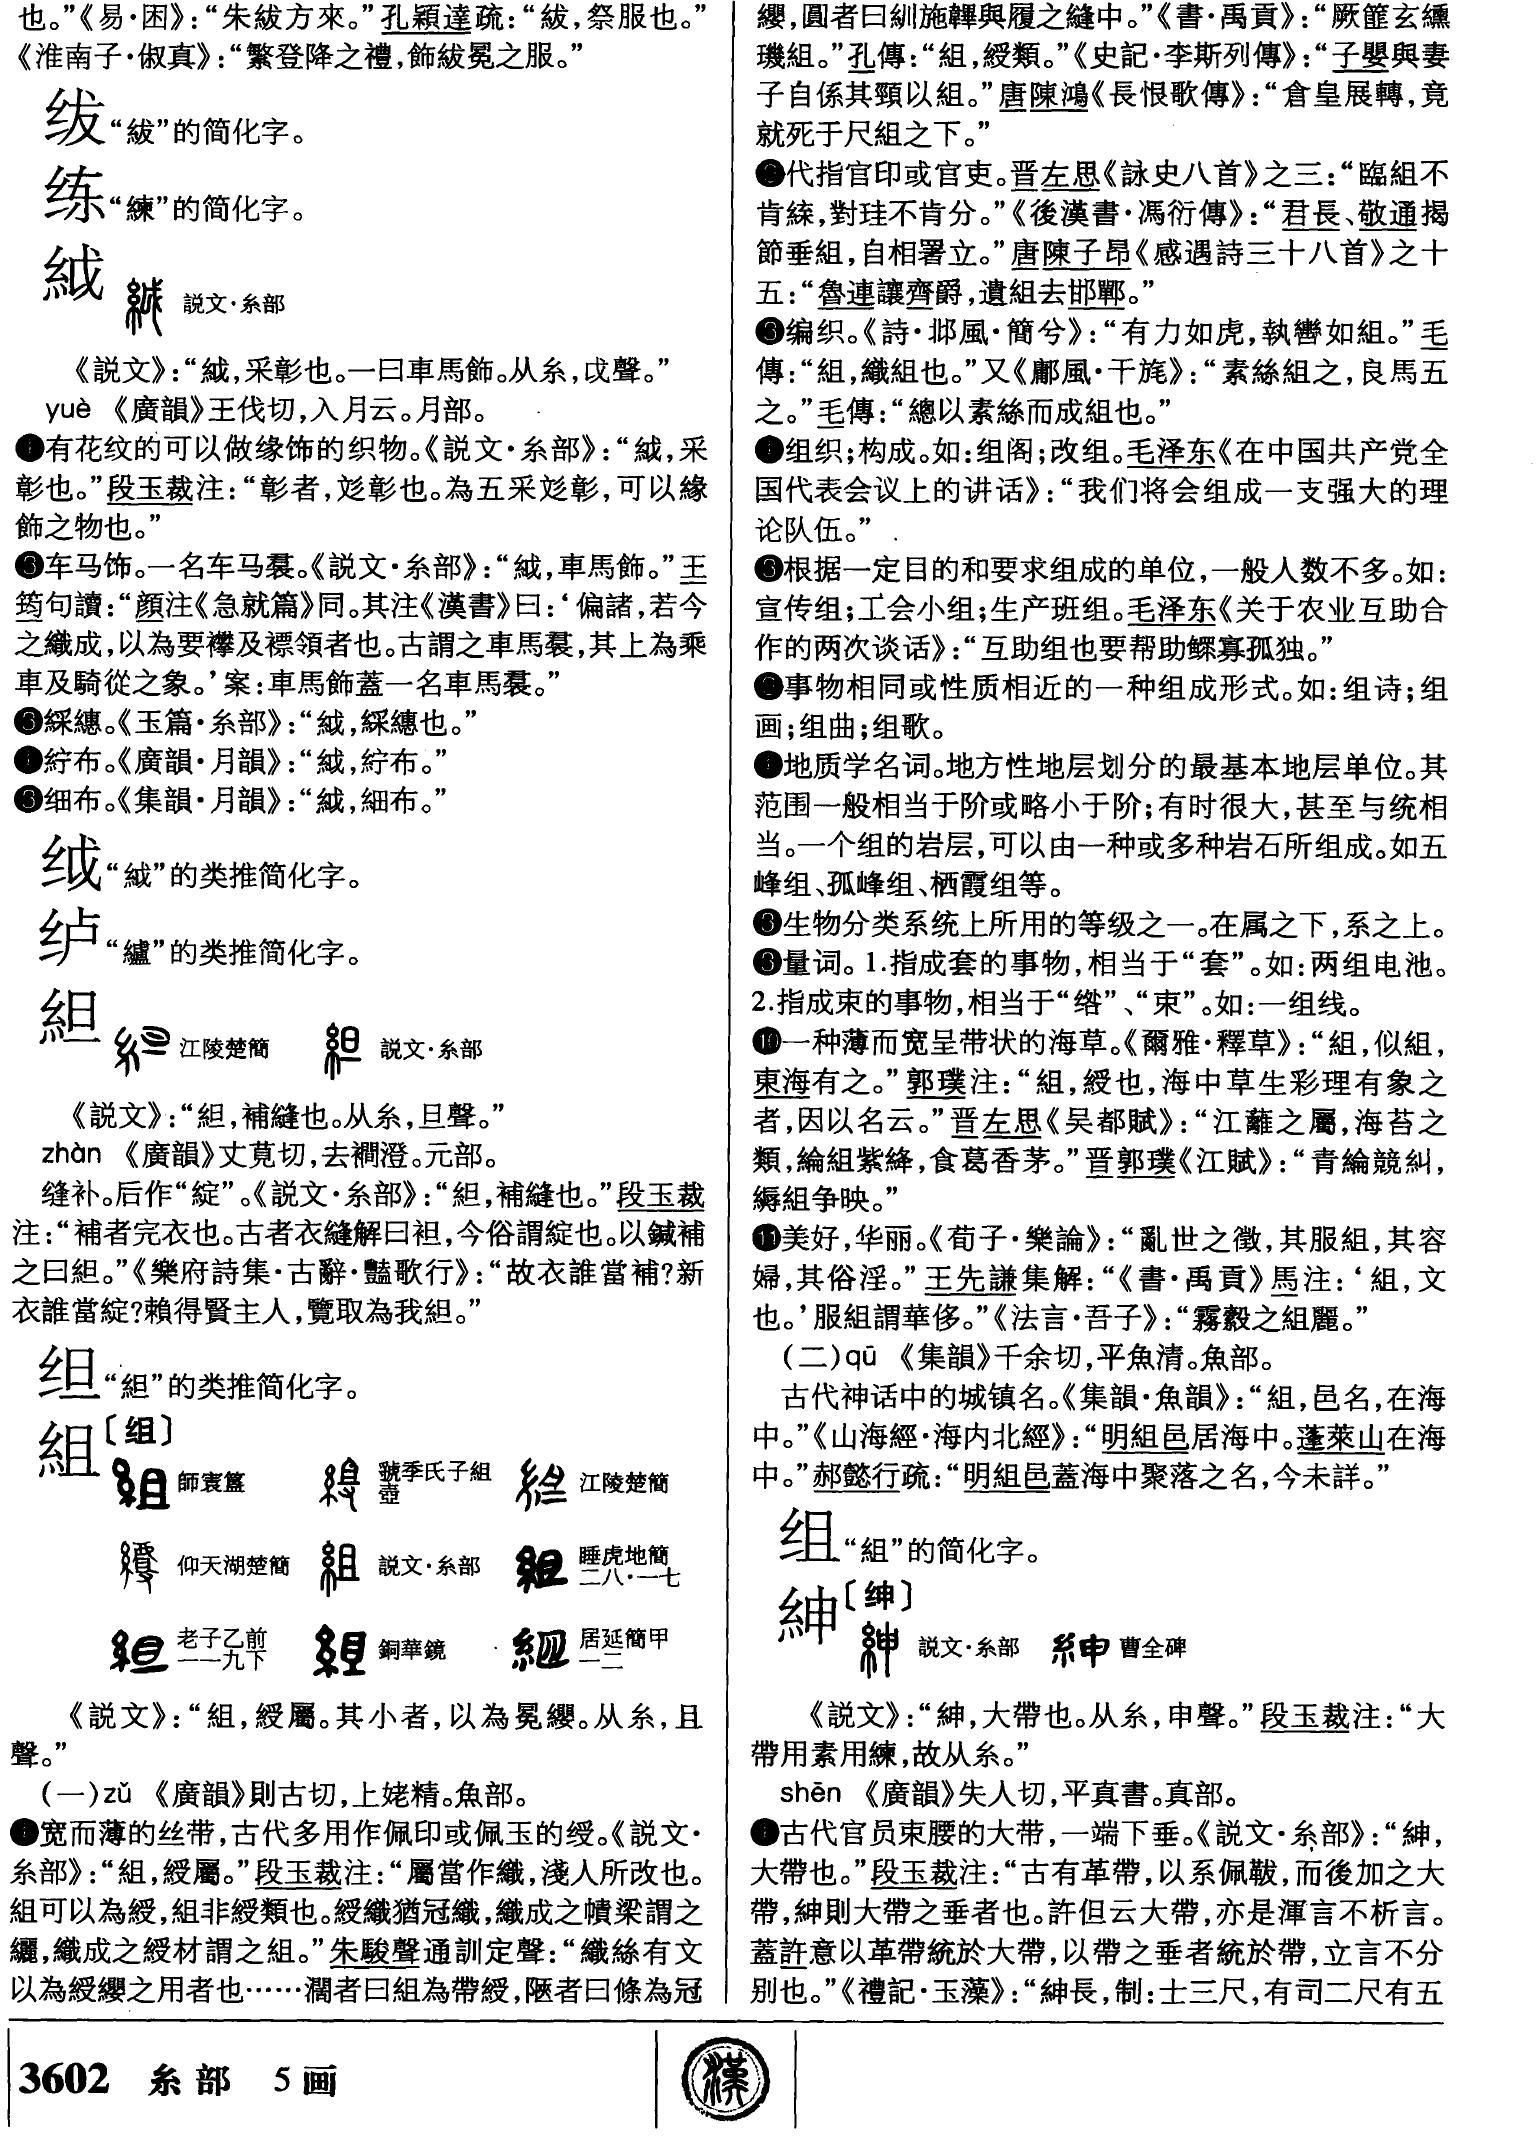 也。”《易·困》：“朱紱方來。”孔穎達疏：“紱，祭服也。”
《淮南子·俶真》：“繁登降之禮，飾紱冕之服。”
绂“紱”的简化字。
练“練”的简化字。
絨
説文·糸部
《説文》：“絨，采彰也。一曰車馬飾。从糸，戉聲。”
yuè 《廣韻》王伐切，入月云。月部。
❶有花纹的可以做缘饰的织物。《説文·糸部》：“絨，采
彰也。”段玉裁注：“彰者，彣彰也。為五采彣彰，可以緣
飾之物也。”
❷车马饰。一名车马裠。《説文·糸部》：“絨，車馬飾。”王
筠句讀：“顔注《急就篇》同。其注《漢書》曰：‘偏諸，若今
之織成，以為要襻及褾領者也。古謂之車馬裠，其上為乘
車及騎從之象。’案：車馬飾蓋一名車馬裠。”
❸綵繐。《玉篇·糸部》：“絨，綵繐也。”
❹紵布。《廣韻·月韻》：“絨，紵布。”
❺细布。《集韻·月韻》：“絨，細布。”
“絨”的类推简化字。
𬬻“纑”的类推简化字。
組
江陵楚簡 説文·糸部
《説文》：“袒，補縫也。从糸，旦聲。”
zhàn 《廣韻》丈莧切，去襇澄。元部。
缝补。后作“綻”。《説文·糸部》：“組，補縫也。”段玉裁
注：“補者完衣也。古者衣縫解曰袒，今俗謂綻也。以鍼補
之曰組。”《樂府詩集·古辭·豔歌行》：“故衣誰當補？新
衣誰當綻？賴得賢主人，覽取為我組。”
“組”的类推简化字。
組〔组〕
師㝨簋 虢季氏子組壺 江陵楚簡
仰天湖楚簡 説文·糸部 睡虎地簡二八·一七
老子乙前一一九下 銅華鏡 居延簡甲一二
《説文》：“組，綬屬。其小者，以為冕纓。从糸，且
聲。”
(一)zǔ 《廣韻》則古切，上姥精。魚部。
❶宽而薄的丝带，古代多用作佩印或佩玉的绶。《説文·
糸部》：“組，綬屬。”段玉裁注：“屬當作織，淺人所改也。
組可以為綬，組非綬類也。綬織猶冠織，織成之幘梁謂之
纚，織成之綬材謂之組。”朱駿聲通訓定聲：“織絲有文
以為綬纓之用者也……濶者曰組為帶綬，陿者曰絛為冠
纓，圓者曰紃施韠與履之縫中。”《書·禹貢》：“厥篚玄纁
璣組。”孔傳：“組，綬類。”《史記·李斯列傳》：“子嬰與妻
子自係其頸以組。”唐陳鴻《長恨歌傳》：“倉皇展轉，竟
就死于尺組之下。”
❷代指官印或官吏。晋左思《詠史八首》之三：“臨組不
肯緤，對珪不肯分。”《後漢書·馮衍傳》：“君長、敬通揭
節垂組，自相署立。”唐陳子昂《感遇詩三十八首》之十
五：“魯連讓齊爵，遺組去邯鄲。”
❸编织。《詩·邶風·簡兮》：“有力如虎，執轡如組。”毛
傳：“組，織組也。”又《鄘風·干旄》：“素絲組之，良馬五
之。”毛傳：“總以素絲而成組也。”
❹组织；构成。如：组阁；改组。毛泽东《在中国共产党全
国代表会议上的讲话》：“我们将会组成一支强大的理
论队伍。”
❺根据一定目的和要求组成的单位，一般人数不多。如：
宣传组；工会小组；生产班组。毛泽东《关于农业互助合
作的两次谈话》：“互助组也要帮助鳏寡孤独。”
❻事物相同或性质相近的一种组成形式。如：组诗；组
画；组曲；组歌。
❼地质学名词。地方性地层划分的最基本地层单位。其
范围一般相当于阶或略小于阶；有时很大，甚至与统相
当。一个组的岩层，可以由一种或多种岩石所组成。如五
峰组、孤峰组、栖霞组等。
❽生物分类系统上所用的等级之一。在属之下，系之上。
❾量词。1.指成套的事物，相当于“套”。如：两组电池。
2.指成束的事物，相当于“绺”、“束”。如：一组线。
❿一种薄而宽呈带状的海草。《爾雅·釋草》：“組，似組，
東海有之。”郭璞注：“組，綬也，海中草生彩理有象之
者，因以名云。”晋左思《吴都賦》：“江蘺之屬，海苔之
類，綸組紫絳，食葛香茅。”晋郭璞《江賦》：“青綸競糾，
縟組争映。”
⓫美好，华丽。《荀子·樂論》：“亂世之徵，其服組，其容
婦，其俗淫。”王先謙集解：“《書·禹貢》馬注：‘組，文
也。’服組謂華侈。”《法言·吾子》：“霧縠之組麗。”
(二)qū 《集韻》千余切，平魚清。魚部。
古代神话中的城镇名。《集韻·魚韻》：“組，邑名，在海
中。”《山海經·海内北經》：“明組邑居海中。蓬萊山在海
中。”郝懿行疏：“明組邑蓋海中聚落之名，今未詳。”
组“組”的简化字。
紳〔绅〕
説文·糸部 曹全碑
《説文》：“紳，大帶也。从糸，申聲。”段玉裁注：“大
帶用素用練，故从糸。”
shēn 《廣韻》失人切，平真書。真部。
❶古代官员束腰的大带，一端下垂。《説文·糸部》：“紳，
大帶也。”段玉裁注：“古有革帶，以系佩韍，而後加之大
帶，紳則大帶之垂者也。許但云大帶，亦是渾言不析言。
蓋許意以革帶統於大帶，以帶之垂者統於帶，立言不分
别也。”《禮記·玉藻》：“紳長，制：士三尺，有司二尺有五
3602 糸部 5画
漢